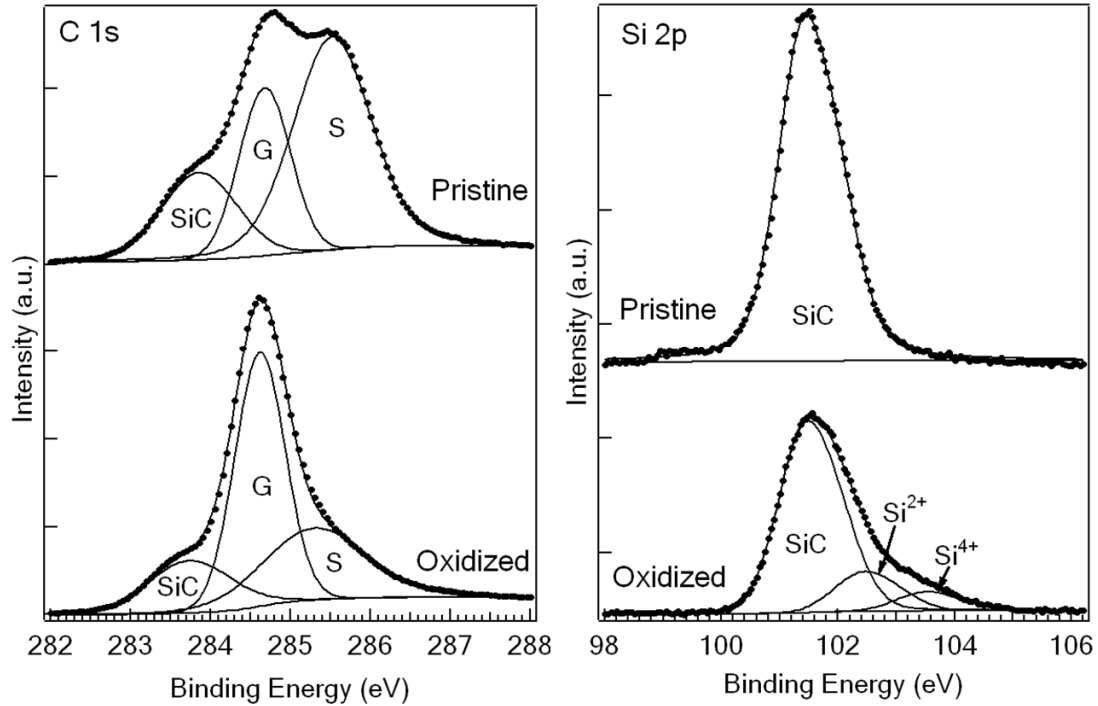 C 1s
G
S
SiC
Pristine
G
S
SiC
Oxidized
Intensity (a.u.)
282 283 284 285 286 287 288
Binding Energy (eV)
Si 2p
Pristine
SiC
Si²⁺
SiC
Si⁴⁺
Oxidized
Intensity (a.u.)
98 100 102 104 106
Binding Energy (eV)